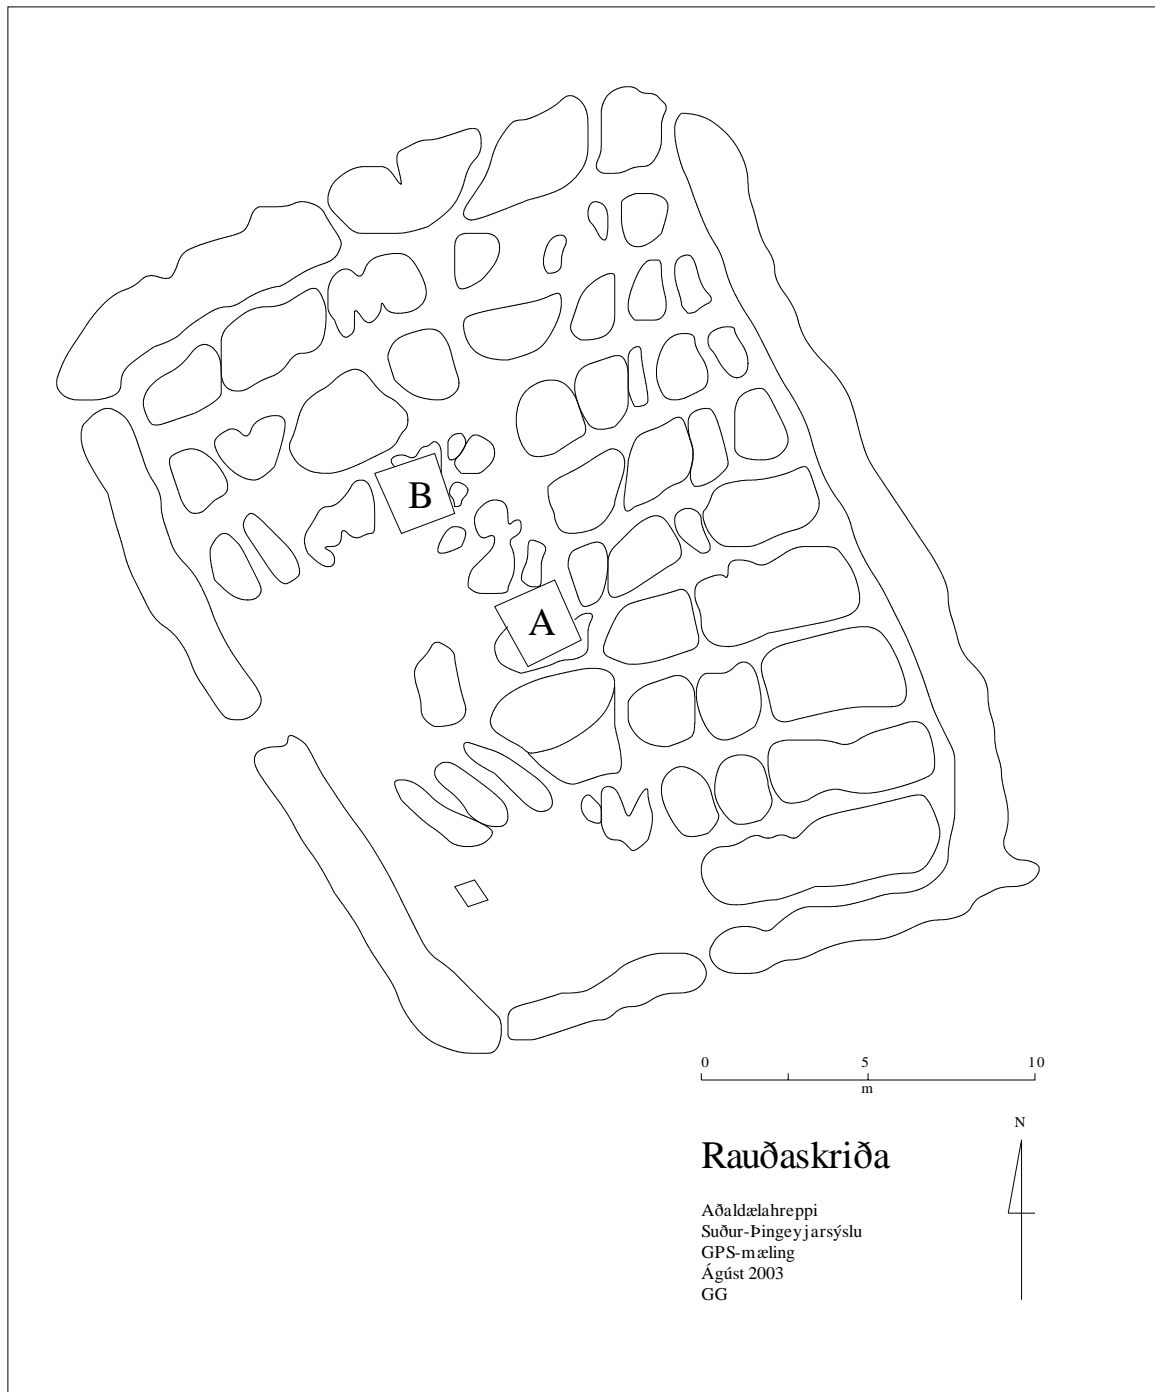 B
A
0 5 10
m
N
Rauðaskriða
Aðaldælahreppi
Suður-Þingeyjarsýslu
GPS-mæling
Ágúst 2003
GG